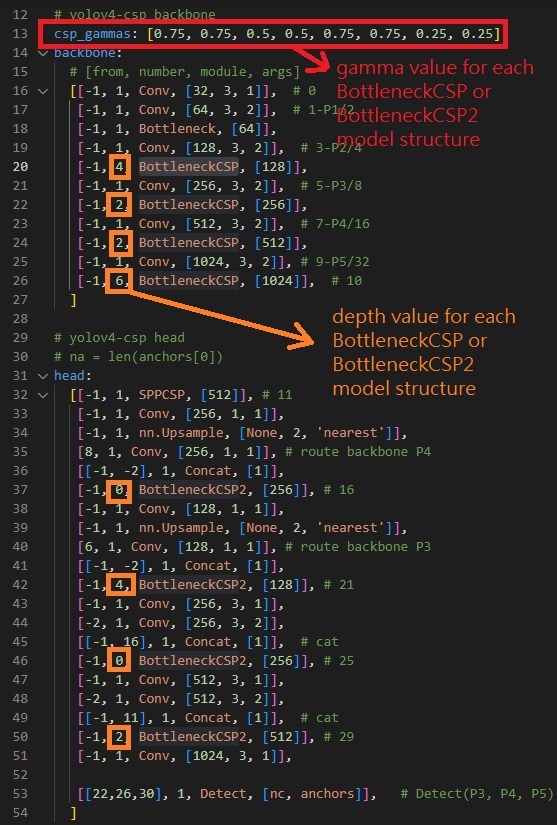 12 # yolov4-csp backbone
13 csp_gammas: [0.75, 0.75, 0.5, 0.5, 0.75, 0.75, 0.25, 0.25]
14 backbone:
15 # [from, number, module, args]
16 [[-1, 1, Conv, [32, 3, 1]], # 0
17 [-1, 1, Conv, [64, 3, 2]], # 1-P1/2
18 [-1, 1, Bottleneck, [64]],
19 [-1, 1, Conv, [128, 3, 2]], # 3-P2/4
20 [-1, 4, BottleneckCSP, [128]],
21 [-1, 1, Conv, [256, 3, 2]], # 5-P3/8
22 [-1, 2, BottleneckCSP, [256]],
23 [-1, 1, Conv, [512, 3, 2]], # 7-P4/16
24 [-1, 2, BottleneckCSP, [512]],
25 [-1, 1, Conv, [1024, 3, 2]], # 9-P5/32
26 [-1, 6, BottleneckCSP, [1024]], # 10
27 ]
28
29 # yolov4-csp head
30 # na = len(anchors[0])
31 head:
32 [[-1, 1, SPPCSP, [512]], # 11
33 [-1, 1, Conv, [256, 1, 1]],
34 [-1, 1, nn.Upsample, [None, 2, 'nearest']],
35 [8, 1, Conv, [256, 1, 1]], # route backbone P4
36 [[-1, -2], 1, Concat, [1]],
37 [-1, 0, BottleneckCSP2, [256]], # 16
38 [-1, 1, Conv, [128, 1, 1]],
39 [-1, 1, nn.Upsample, [None, 2, 'nearest']],
40 [6, 1, Conv, [128, 1, 1]], # route backbone P3
41 [[-1, -2], 1, Concat, [1]],
42 [-1, 4, BottleneckCSP2, [128]], # 21
43 [-1, 1, Conv, [256, 3, 1]],
44 [-2, 1, Conv, [256, 3, 2]],
45 [[-1, 16], 1, Concat, [1]], # cat
46 [-1, 0 BottleneckCSP2, [256]], # 25
47 [-1, 1, Conv, [512, 3, 1]],
48 [-2, 1, Conv, [512, 3, 2]],
49 [[-1, 11], 1, Concat, [1]], # cat
50 [-1, 2, BottleneckCSP2, [512]], # 29
51 [-1, 1, Conv, [1024, 3, 1]],
52
53 [[22,26,30], 1, Detect, [nc, anchors]], # Detect(P3, P4, P5)
54 ]
gamma value for each
BottleneckCSP or
BottleneckCSP2
model structure
depth value for each
BottleneckCSP or
BottleneckCSP2
model structure